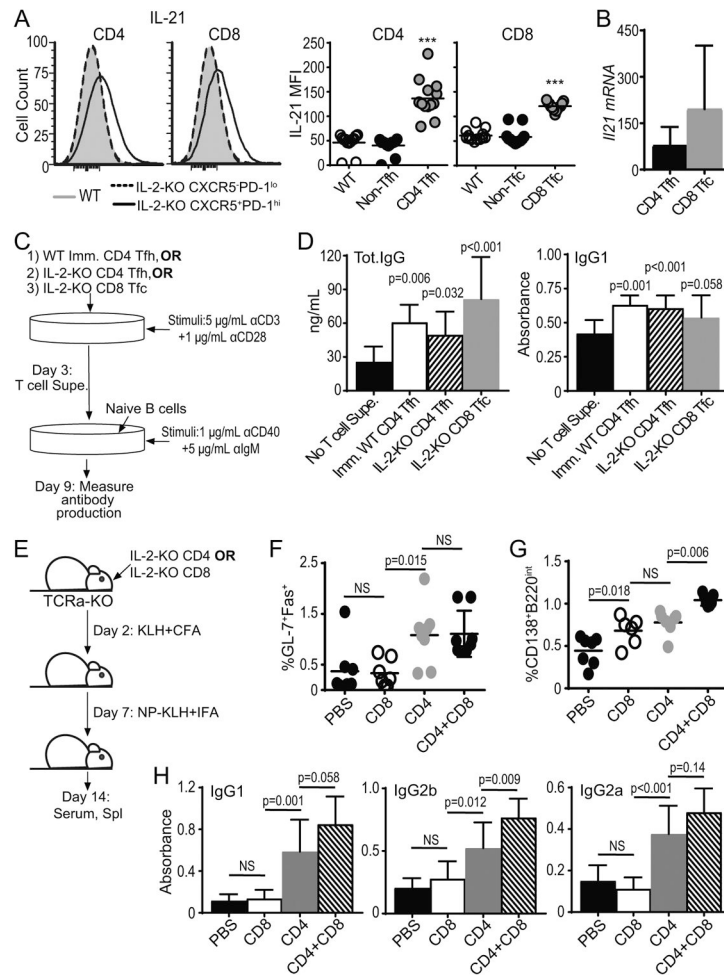 A
IL-21
CD4
CD8
Cell Count
100
75
50
25
0
WT
IL-2-KO CXCR5⁻PD-1ˡᵒ
IL-2-KO CXCR5⁺PD-1ʰⁱ
CD4
CD8
IL-21 MFI
250
200
150
100
50
0
***
***
WT
Non-Tfh
CD4 Tfh
WT
Non-Tfc
CD8 Tfc
B
Il21 mRNA
450
300
150
0
CD4 Tfh
CD8 Tfc
C
1) WT Imm. CD4 Tfh, OR
2) IL-2-KO CD4 Tfh, OR
3) IL-2-KO CD8 Tfc
Stimuli:5 µg/mL αCD3
+1 µg/mL αCD28
Day 3:
T cell Supe.
Naive B cells
Stimuli:1 µg/mL αCD40
+5 µg/mL αIgM
Day 9: Measure
antibody
production
D
Tot.IgG
ng/mL
120
90
60
30
0
p=0.006
p=0.032
p<0.001
No T cell Supe.
Imm. WT CD4 Tfh
IL-2-KO CD4 Tfh
IL-2-KO CD8 Tfc
IgG1
Absorbance
1.00
0.75
0.50
0.25
0.00
p=0.001
p<0.001
p=0.058
No T cell Supe.
Imm. WT CD4 Tfh
IL-2-KO CD4 Tfh
IL-2-KO CD8 Tfc
E
IL-2-KO CD4 OR
IL-2-KO CD8
TCRa-KO
Day 2: KLH+CFA
Day 7: NP-KLH+IFA
Day 14:
Serum, Spl
F
%GL-7⁺Fas⁺
2.5
1.5
1.0
0.5
0
NS
p=0.015
NS
PBS
CD8
CD4
CD4+CD8
G
%CD138⁺B220ⁱⁿᵗ
1.5
1.0
0.5
0.0
p=0.018
NS
p=0.006
PBS
CD8
CD4
CD4+CD8
H
IgG1
Absorbance
1.2
0.8
0.4
0
NS
p=0.001
p=0.058
PBS
CD8
CD4
CD4+CD8
IgG2b
1.0
0.5
0.0
NS
p=0.012
p=0.009
PBS
CD8
CD4
CD4+CD8
IgG2a
0.6
0.4
0.2
0
NS
p<0.001
p=0.14
PBS
CD8
CD4
CD4+CD8